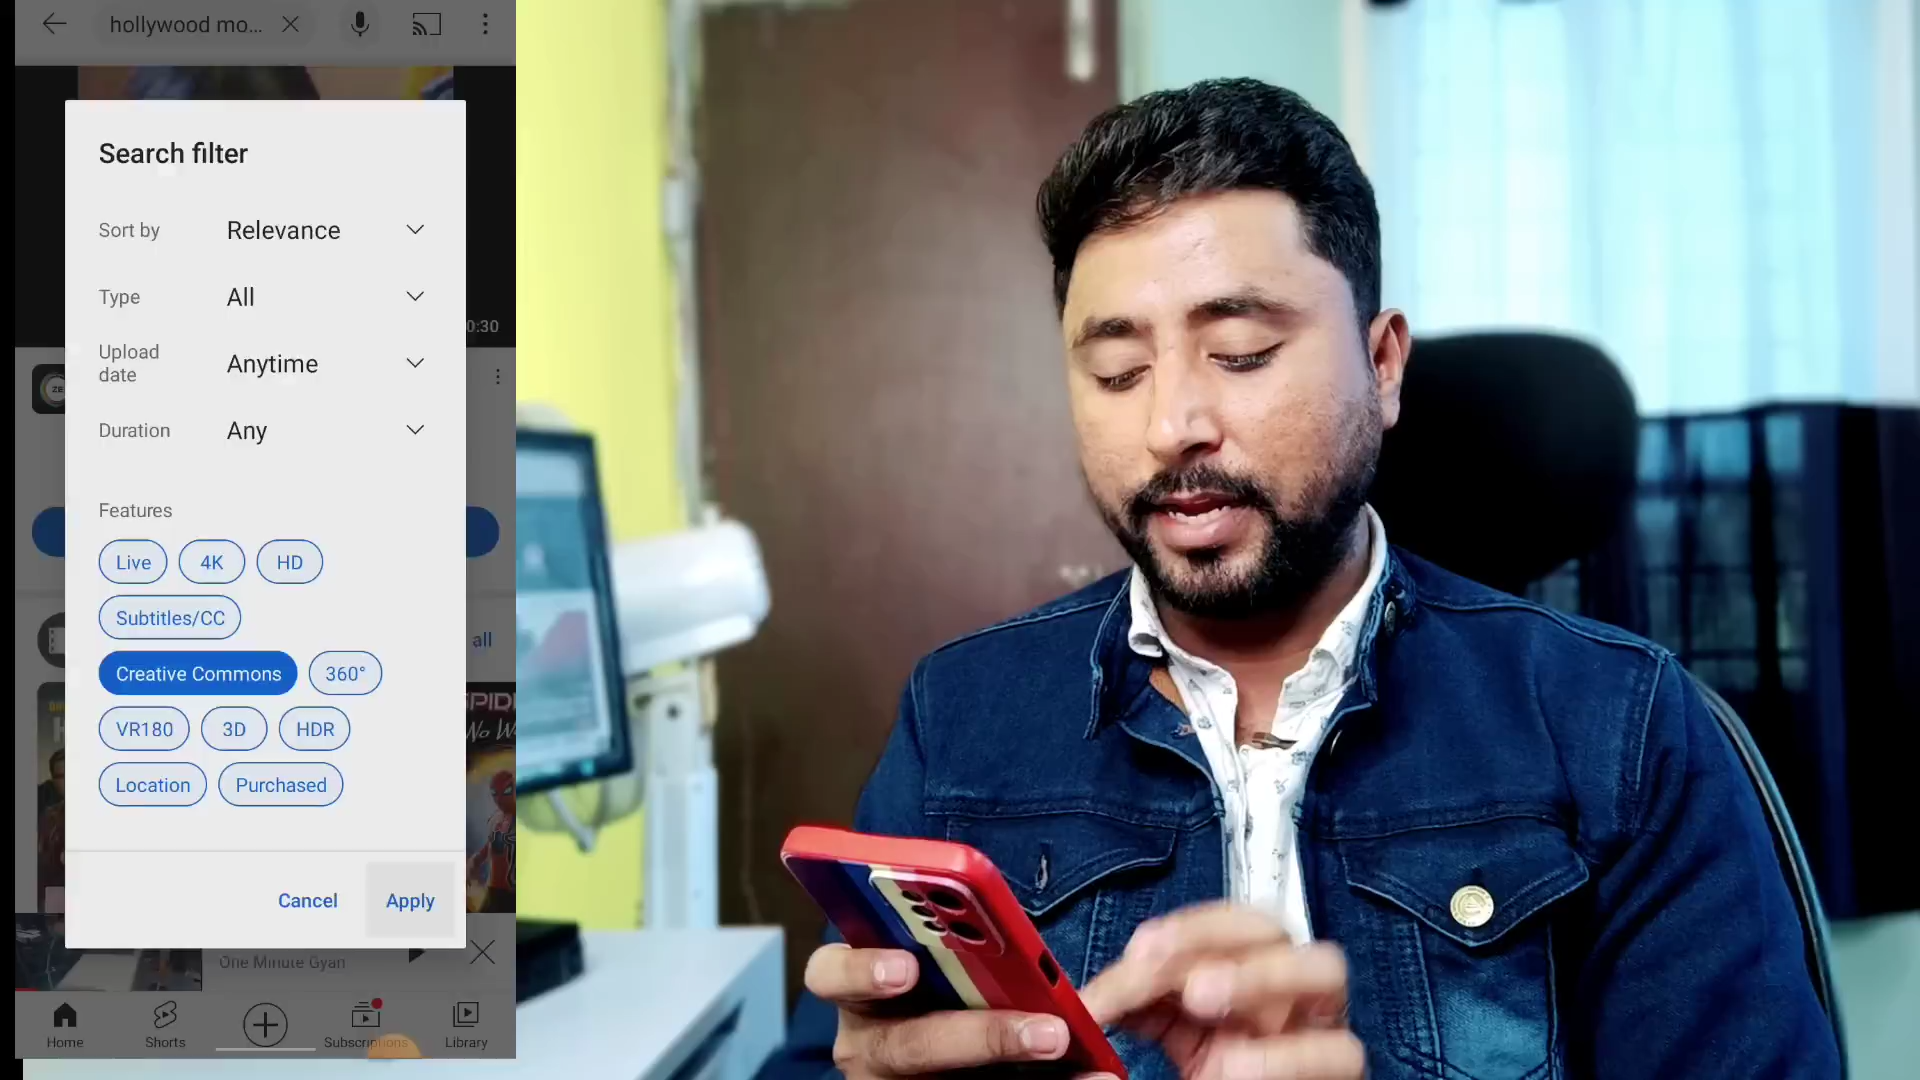 hollywood mo...
Search filter
Sort by Relevance
Type All
Upload date Anytime
Duration Any
0:30
Features
Live 4K HD
Subtitles/CC
all
Creative Commons 360°
VR180 3D HDR
Location Purchased
Cancel Apply
One Minute Gyan
Home Shorts Subscriptions Library